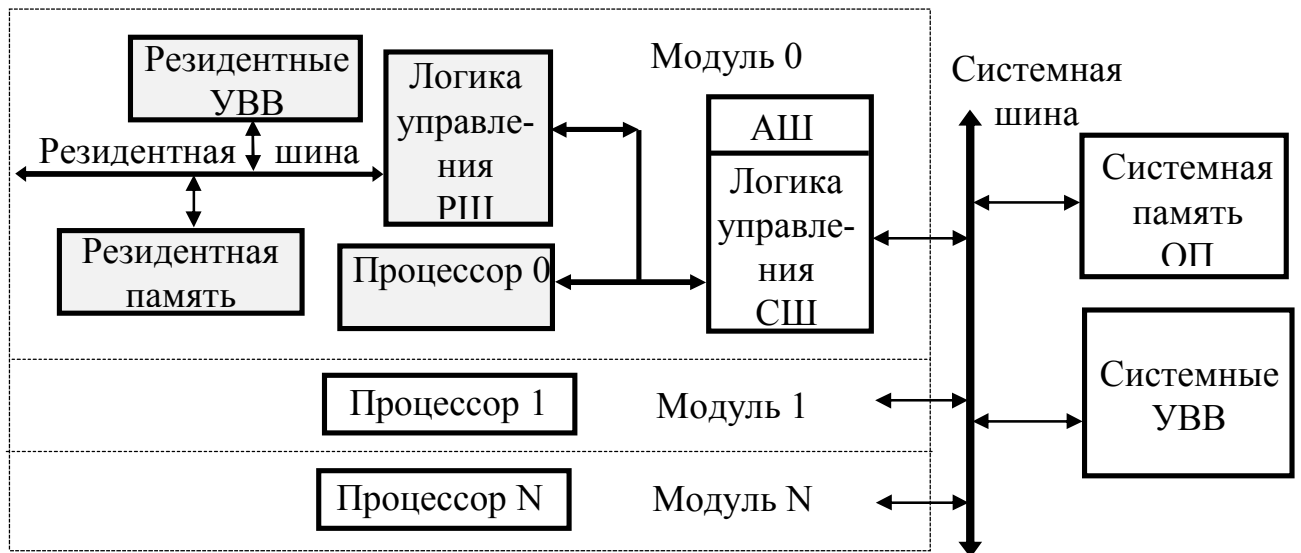 Резидентные
УВВ
Логика
управле-
ния
РШ
Модуль 0
Системная
шина
АШ
Резидентная шина
Логика
управле-
ния
СШ
Системная
память
ОП
Резидентная
память
Процессор 0
Процессор 1
Модуль 1
Системные
УВВ
Процессор N
Модуль N